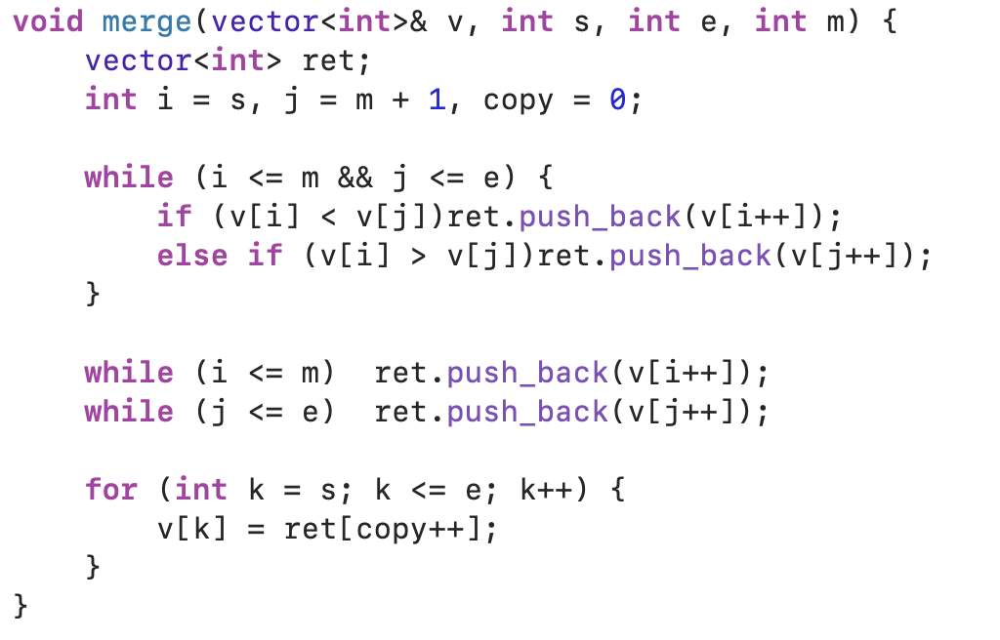 void merge(vector<int>& v, int s, int e, int m) {
    vector<int> ret;
    int i = s, j = m + 1, copy = 0;

    while (i <= m && j <= e) {
        if (v[i] < v[j])ret.push_back(v[i++]);
        else if (v[i] > v[j])ret.push_back(v[j++]);
    }

    while (i <= m)  ret.push_back(v[i++]);
    while (j <= e)  ret.push_back(v[j++]);

    for (int k = s; k <= e; k++) {
        v[k] = ret[copy++];
    }
}